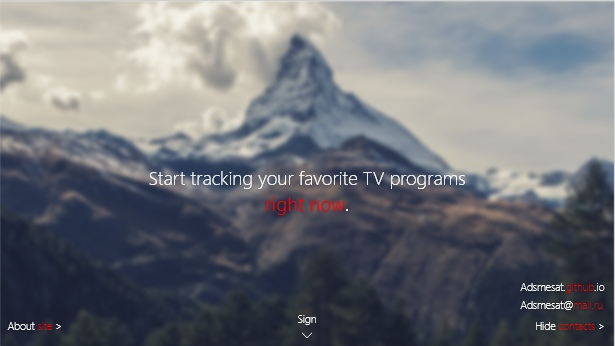 Start tracking your favorite TV programs
right now.
Adsmesat.github.io
Adsmesat@mail.ru
About site >
Sign
Hide contacts >